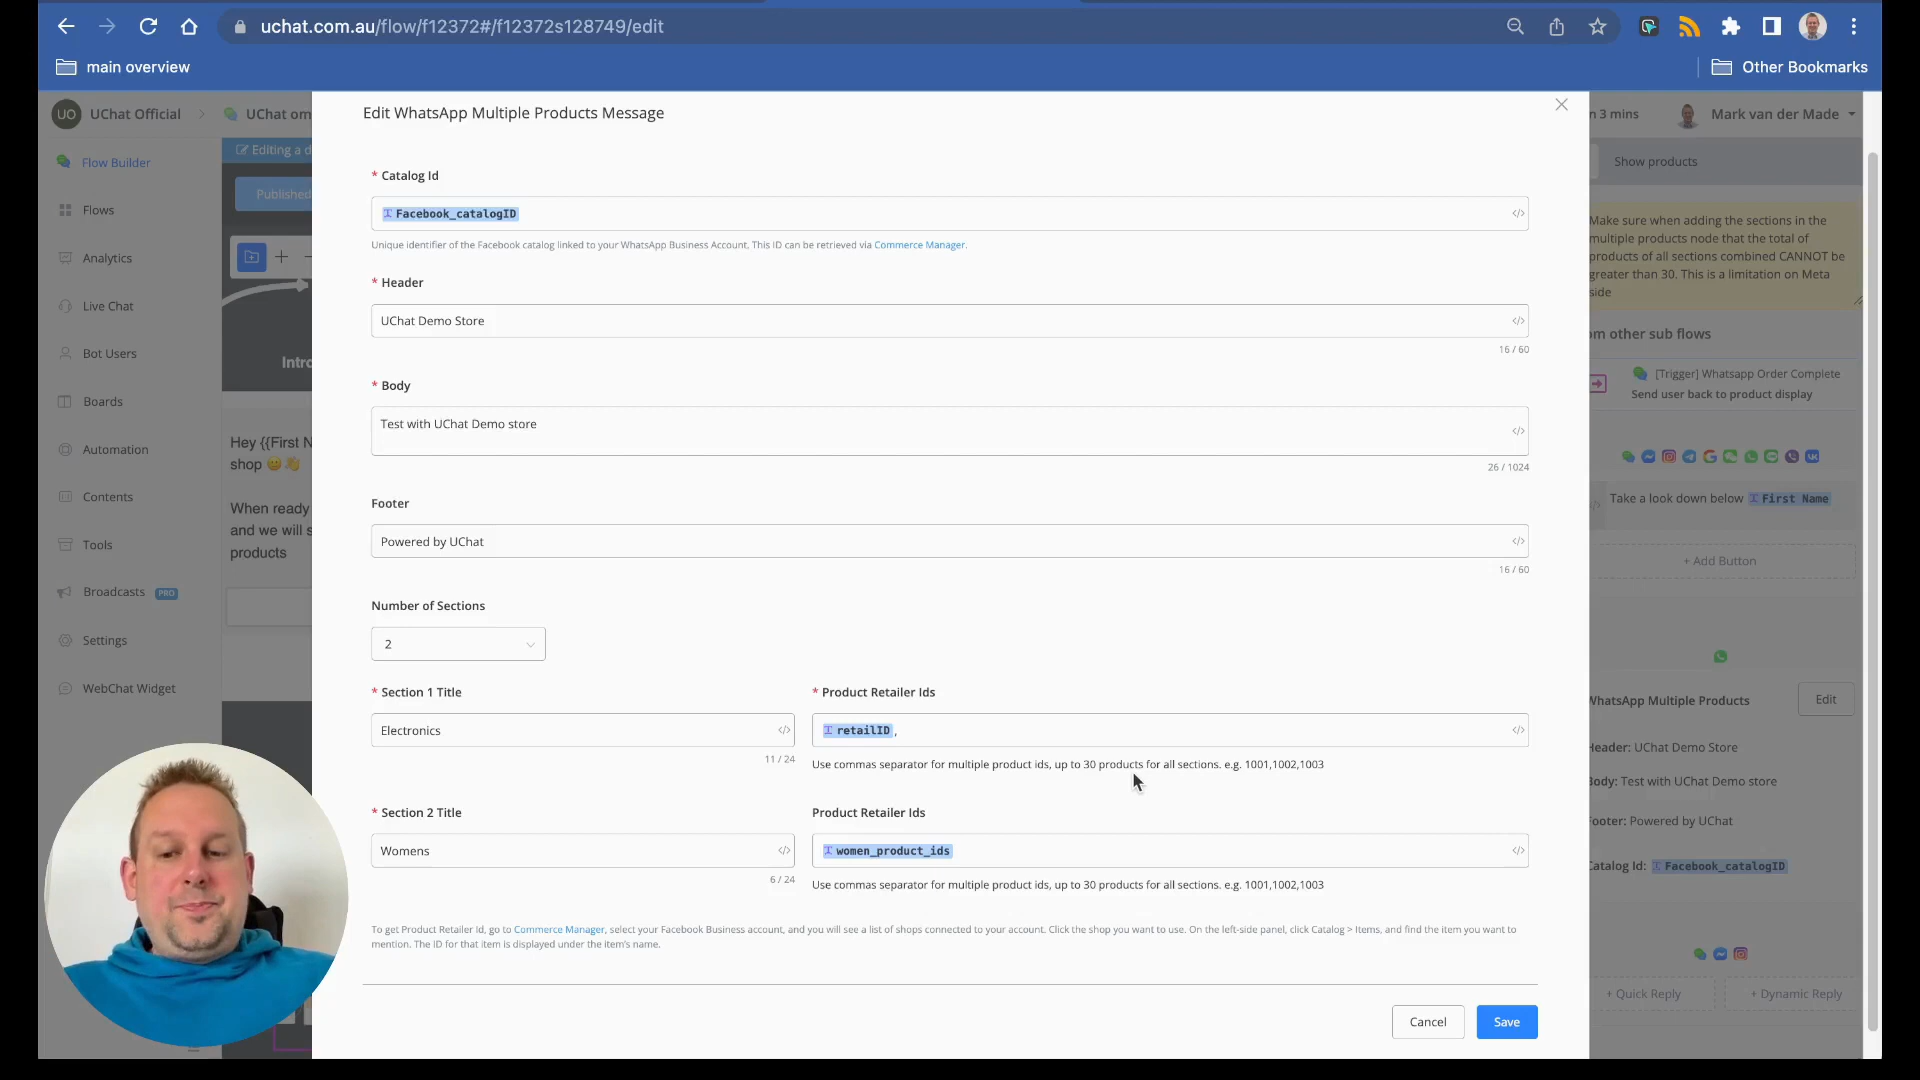 uchat.com.au/flow/f12372#/f12372s128749/edit
main overview
Other Bookmarks
UO UChat Official
UChat om
n 3 mins
Mark van der Made
Flow Builder
Flows
Analytics
Live Chat
Bot Users
Boards
Automation
Contents
Tools
Broadcasts PRO
Settings
WebChat Widget
Editing a d
Published
Intro
Hey {{First N
shop
When ready
and we will s
products
Edit WhatsApp Multiple Products Message
* Catalog Id
Facebook_catalogID
Unique identifier of the Facebook catalog linked to your WhatsApp Business Account, This ID can be retrieved via Commerce Manager.
* Header
UChat Demo Store
16 / 60
* Body
Test with UChat Demo store
26 / 1024
Footer
Powered by UChat
16 / 60
Number of Sections
2
* Section 1 Title
* Product Retailer Ids
Electronics
retailID ,
11 / 24
Use commas separator for multiple product ids, up to 30 products for all sections. e.g. 1001,1002,1003
* Section 2 Title
Product Retailer Ids
Womens
women_product_ids
6 / 24
Use commas separator for multiple product ids, up to 30 products for all sections. e.g. 1001,1002,1003
To get Product Retailer Id, go to Commerce Manager, select your Facebook Business account, and you will see a list of shops connected to your account. Click the shop you want to use. On the left-side panel, click Catalog > Items, and find the item you want to
mention. The ID for that item is displayed under the item's name.
Cancel
Save
Show products
Make sure when adding the sections in the
multiple products node that the total of
products of all sections combined CANNOT be
greater than 30. This is a limitation on Meta
side
om other sub flows
[Trigger] Whatsapp Order Complete
Send user back to product display
Take a look down below First Name
+ Add Button
WhatsApp Multiple Products
Edit
Header: UChat Demo Store
Body: Test with UChat Demo store
Footer: Powered by UChat
Catalog Id: Facebook_catalogID
+ Quick Reply
+ Dynamic Reply